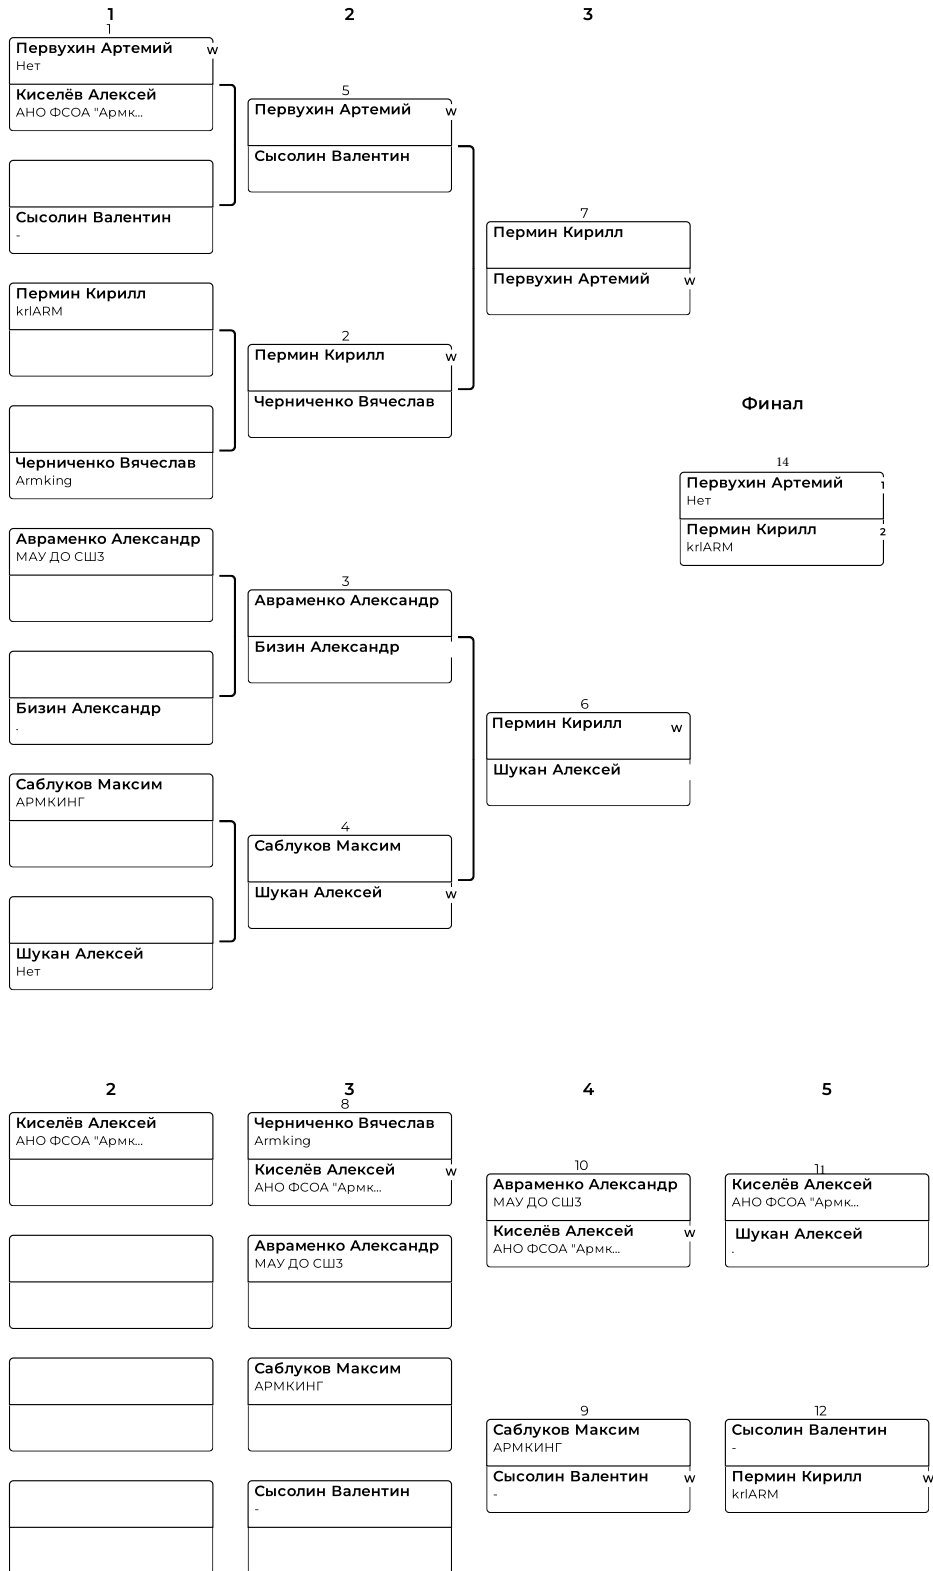 1
2
3
1
Первухин Артемий
w
Нет
Киселёв Алексей
АНО ФСОА "Армк...
Сысолин Валентин
-
Пермин Кирилл
krlARM
Черниченко Вячеслав
Armking
Авраменко Александр
МАУ ДО СШ3
Бизин Александр
.
Саблуков Максим
АРМКИНГ
Шукан Алексей
Нет
5
Первухин Артемий
w
Сысолин Валентин
2
Пермин Кирилл
w
Черниченко Вячеслав
3
Авраменко Александр
Бизин Александр
4
Саблуков Максим
Шукан Алексей
w
7
Пермин Кирилл
Первухин Артемий
w
6
Пермин Кирилл
w
Шукан Алексей
Финал
14
Первухин Артемий
1
Нет
Пермин Кирилл
2
krlARM
2
3
4
5
Киселёв Алексей
АНО ФСОА "Армк...
8
Черниченко Вячеслав
Armking
Киселёв Алексей
w
АНО ФСОА "Армк...
Авраменко Александр
МАУ ДО СШ3
Саблуков Максим
АРМКИНГ
Сысолин Валентин
-
10
Авраменко Александр
МАУ ДО СШ3
Киселёв Алексей
w
АНО ФСОА "Армк...
9
Саблуков Максим
АРМКИНГ
Сысолин Валентин
w
-
11
Киселёв Алексей
АНО ФСОА "Армк...
Шукан Алексей
.
12
Сысолин Валентин
-
Пермин Кирилл
w
krlARM